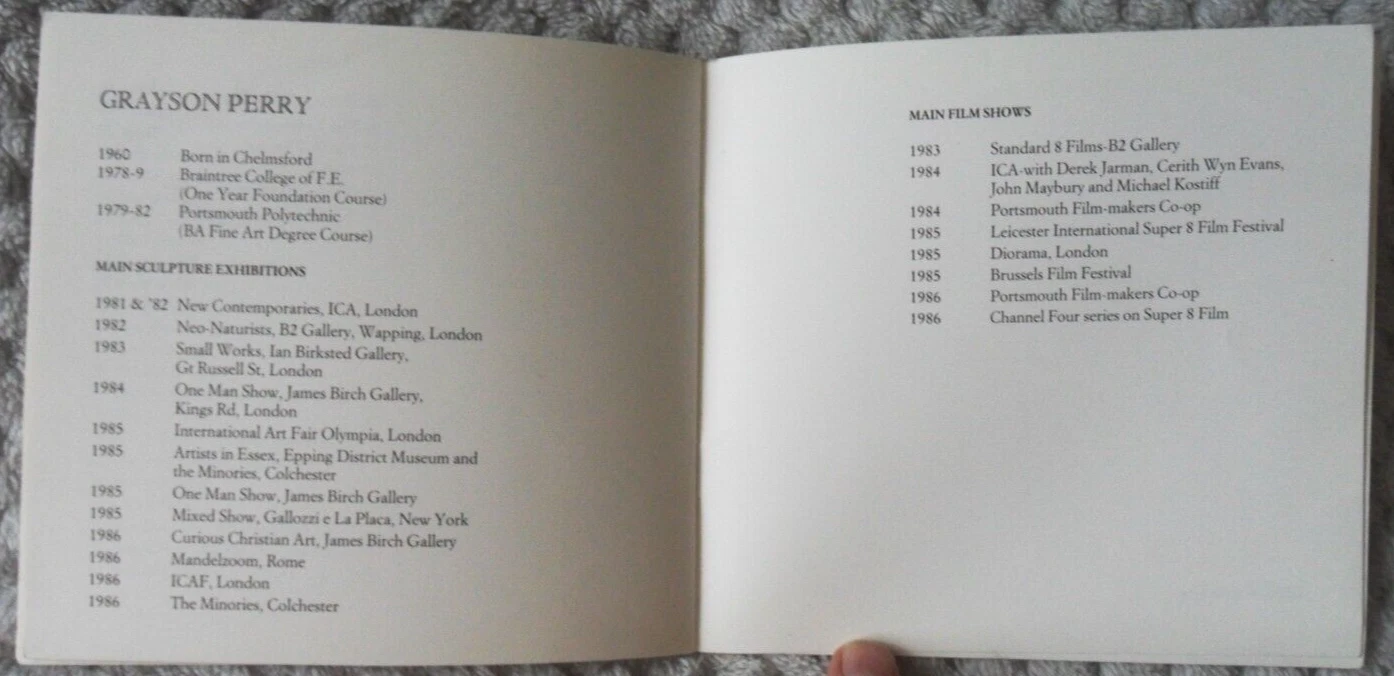 GRAYSON PERRY
1960 Born in Chelmsford
1978-9 Braintree College of F.E.
(One Year Foundation Course)
1979-82 Portsmouth Polytechnic
(BA Fine Art Degree Course)
MAIN SCULPTURE EXHIBITIONS
1981 & '82 New Contemporaries, ICA, London
1982 Neo-Naturists, B2 Gallery, Wapping, London
1983 Small Works, Ian Birksted Gallery,
Gt Russell St, London
1984 One Man Show, James Birch Gallery,
Kings Rd, London
1985 International Art Fair Olympia, London
1985 Artists in Essex, Epping District Museum and
the Minories, Colchester
1985 One Man Show, James Birch Gallery
1985 Mixed Show, Gallozzi e La Placa, New York
1986 Curious Christian Art, James Birch Gallery
1986 Mandelzoom, Rome
1986 ICAF, London
1986 The Minories, Colchester
MAIN FILM SHOWS
1983 Standard 8 Films-B2 Gallery
1984 ICA-with Derek Jarman, Cerith Wyn Evans,
John Maybury and Michael Kostiff
1984 Portsmouth Film-makers Co-op
1985 Leicester International Super 8 Film Festival
1985 Diorama, London
1985 Brussels Film Festival
1986 Portsmouth Film-makers Co-op
1986 Channel Four series on Super 8 Film